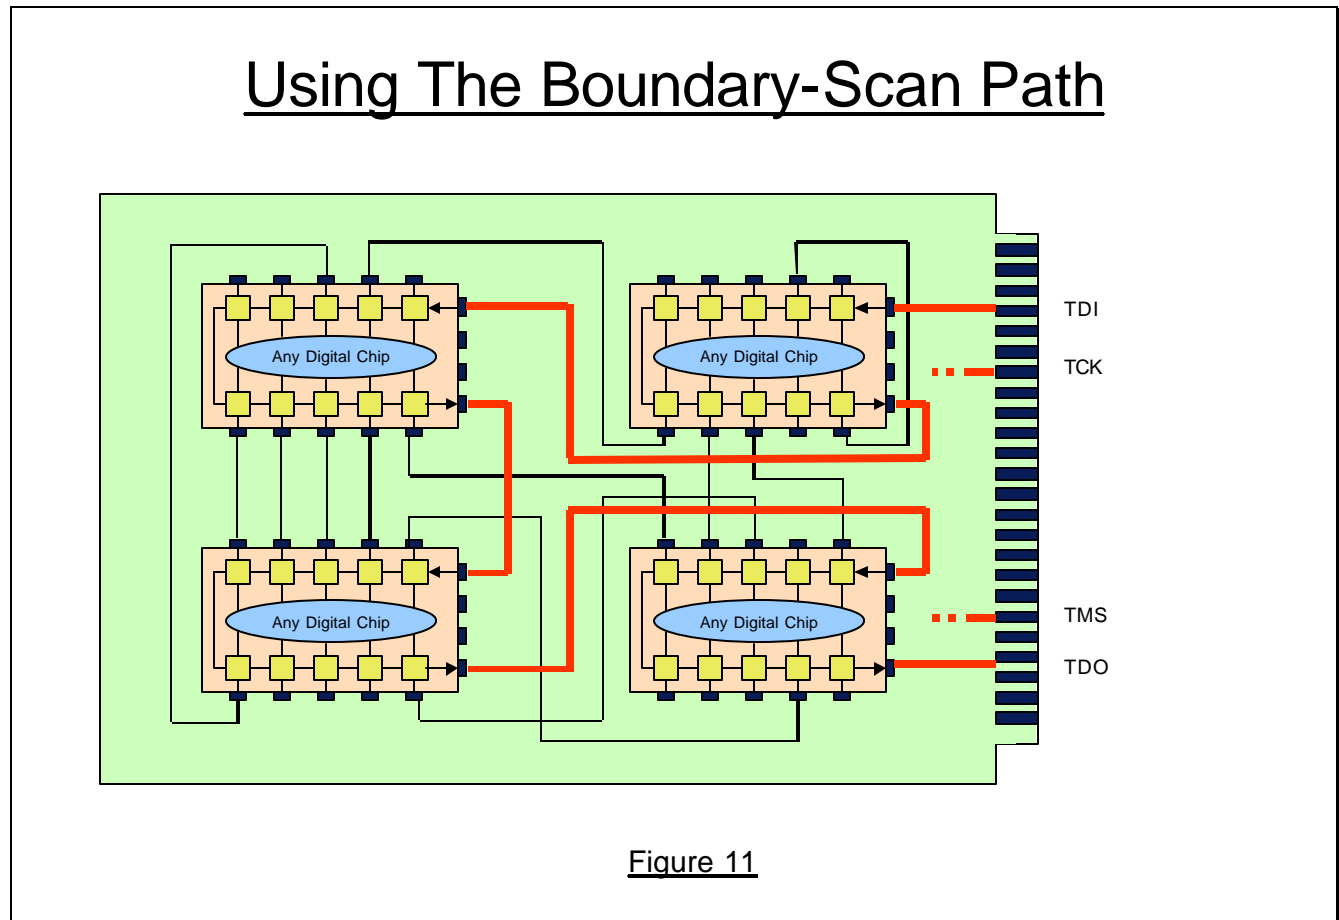 Using The Boundary-Scan Path
Any Digital Chip
Any Digital Chip
TDI
TCK
Any Digital Chip
Any Digital Chip
TMS
TDO
Figure 11